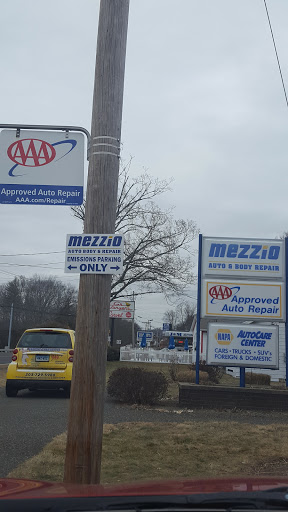 AAA
Approved Auto Repair
AAA.com/Repair
mezzio
AUTO BODY & REPAIR
EMISSIONS PARKING
←ONLY→
mezzio
AUTO & BODY REPAIR
AAA Approved
Auto Repair
NAPA AUTOCARE
CENTER
CARS • TRUCKS • SUV'S
FOREIGN & DOMESTIC